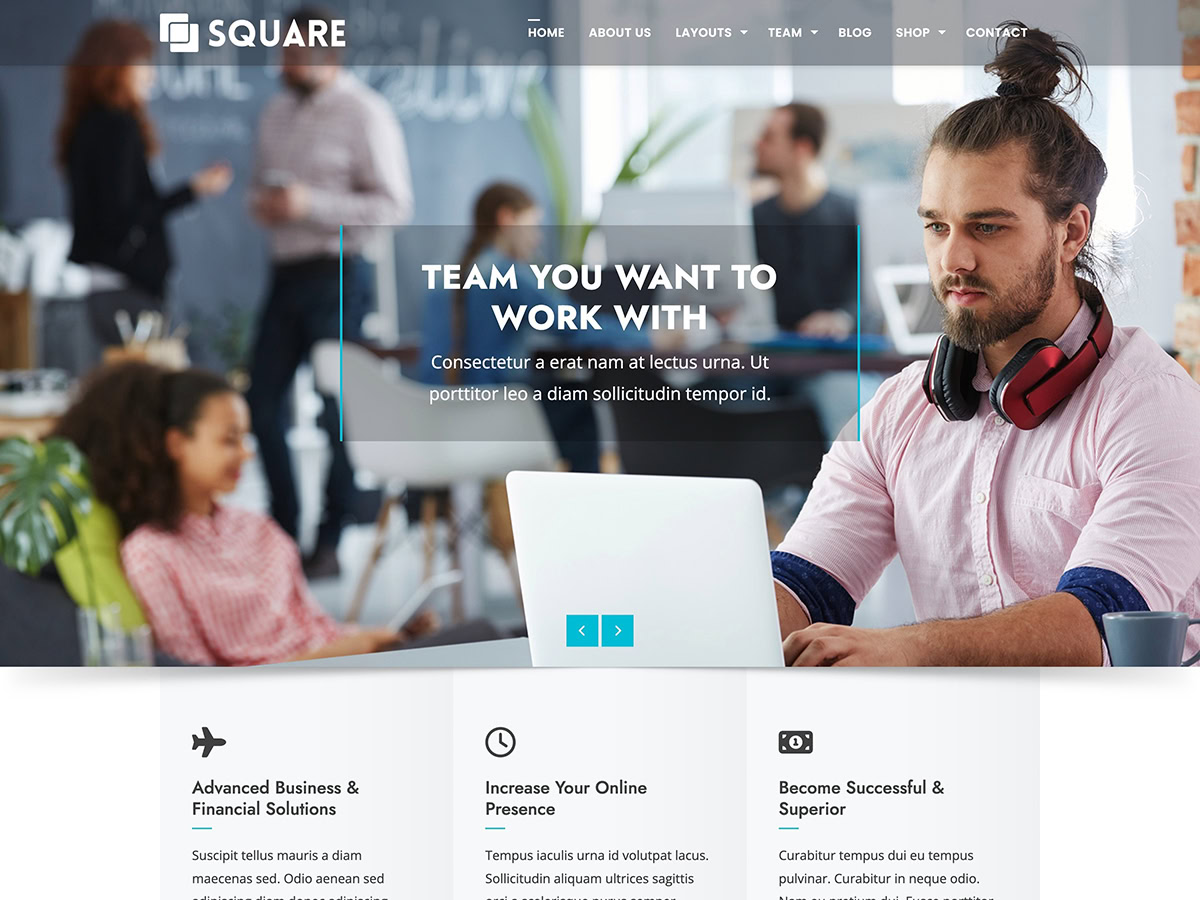 SQUARE
HOME ABOUT US LAYOUTS TEAM BLOG SHOP CONTACT
TEAM YOU WANT TO
WORK WITH
Consectetur a erat nam at lectus urna. Ut
porttitor leo a diam sollicitudin tempor id.
Advanced Business &
Financial Solutions
Suscipit tellus mauris a diam
maecenas sed. Odio aenean sed
Increase Your Online
Presence
Tempus iaculis urna id volutpat lacus.
Sollicitudin aliquam ultrices sagittis
1
Become Successful &
Superior
Curabitur tempus dui eu tempus
pulvinar. Curabitur in neque odio.